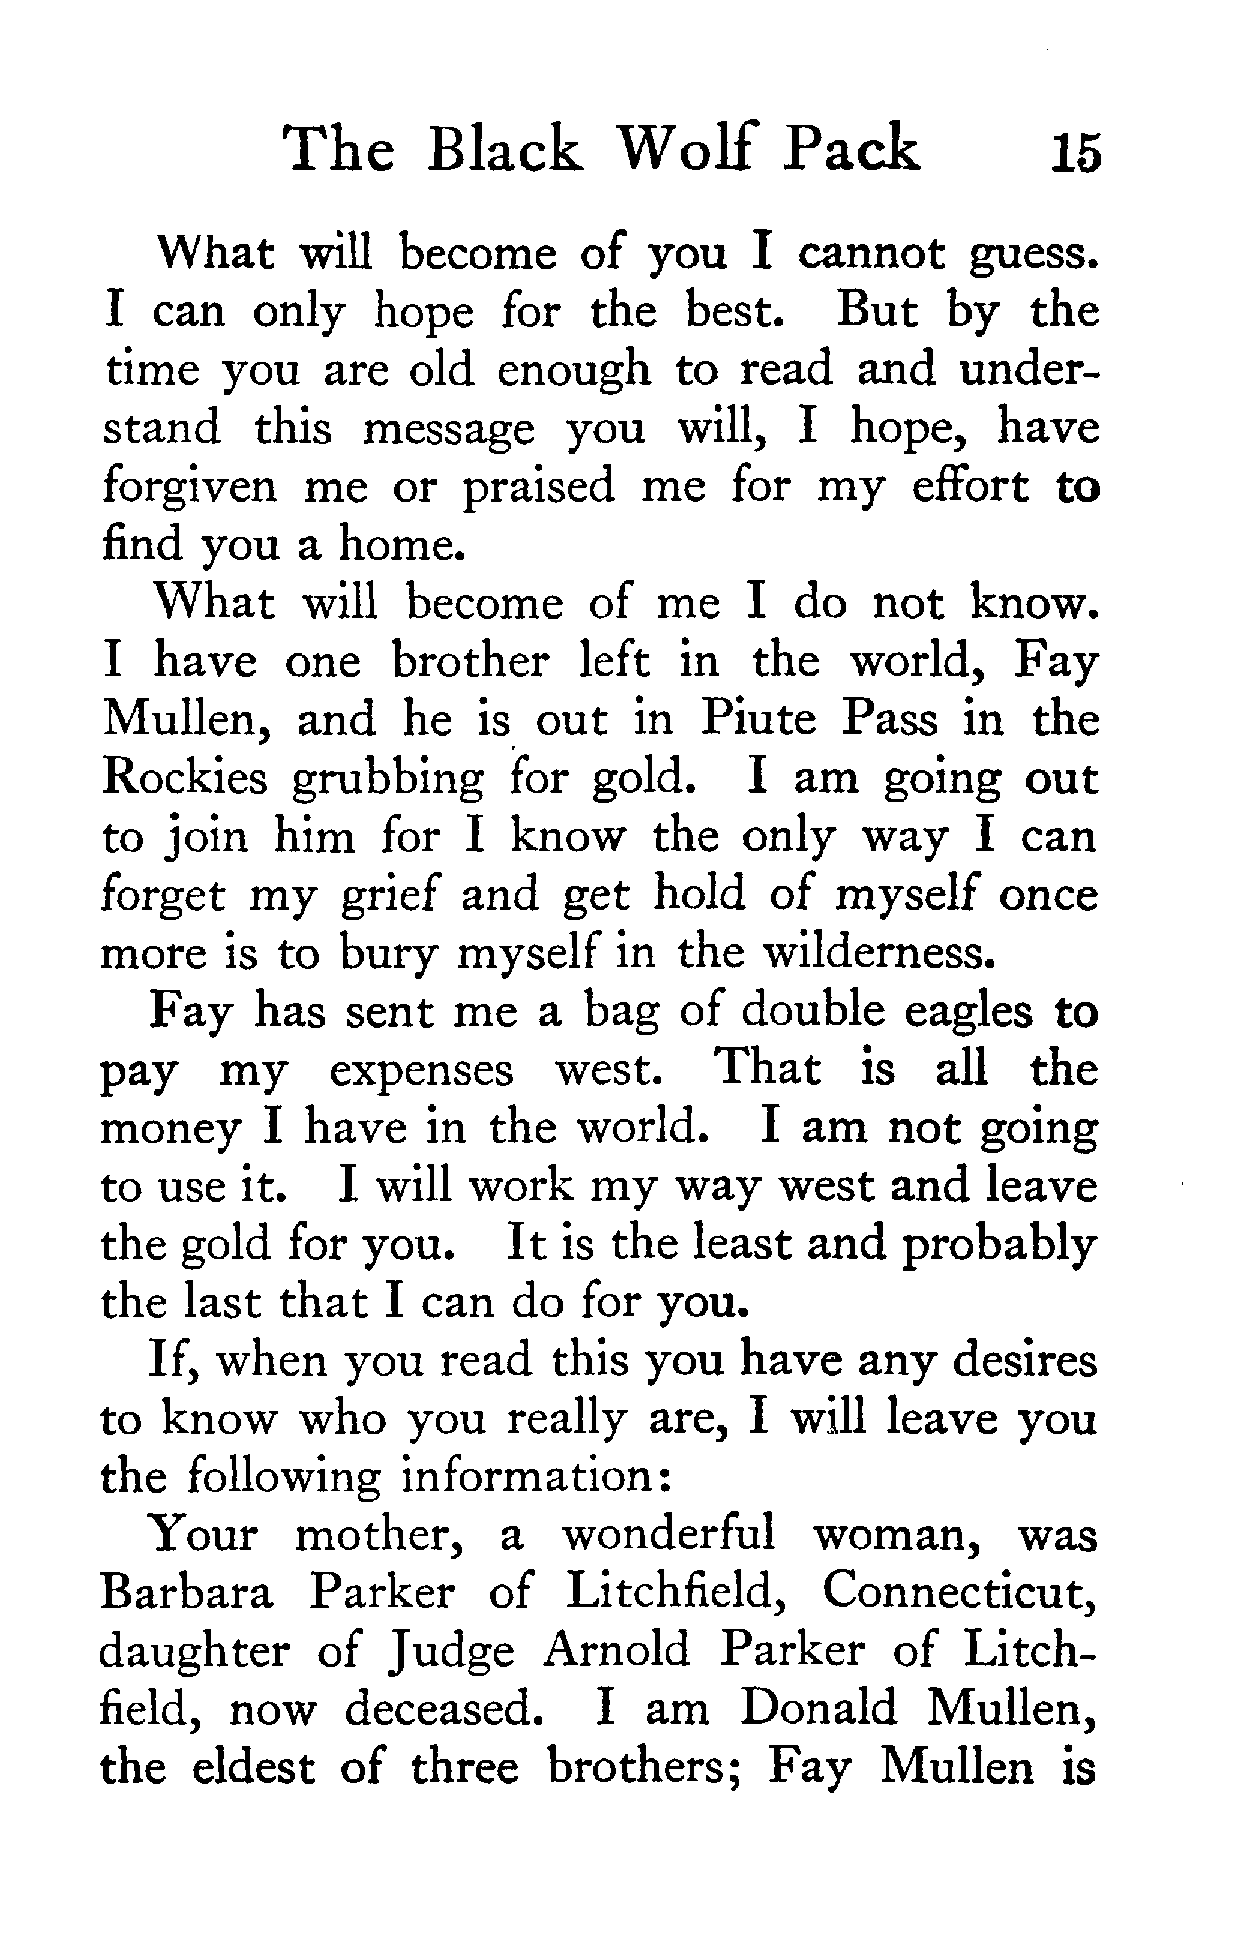 The Black Wolf Pack 15
What will become of you I cannot guess.
I can only hope for the best. But by the
time you are old enough to read and under-
stand this message you will, I hope, have
forgiven me or praised me for my effort to
find you a home.
What will become of me I do not know.
I have one brother left in the world, Fay
Mullen, and he is out in Piute Pass in the
Rockies grubbing for gold. I am going out
to join him for I know the only way I can
forget my grief and get hold of myself once
more is to bury myself in the wilderness.
Fay has sent me a bag of double eagles to
pay my expenses west. That is all the
money I have in the world. I am not going
to use it. I will work my way west and leave
the gold for you. It is the least and probably
the last that I can do for you.
If, when you read this you have any desires
to know who you really are, I will leave you
the following information:
Your mother, a wonderful woman, was
Barbara Parker of Litchfield, Connecticut,
daughter of Judge Arnold Parker of Litch-
field, now deceased. I am Donald Mullen,
the eldest of three brothers; Fay Mullen is